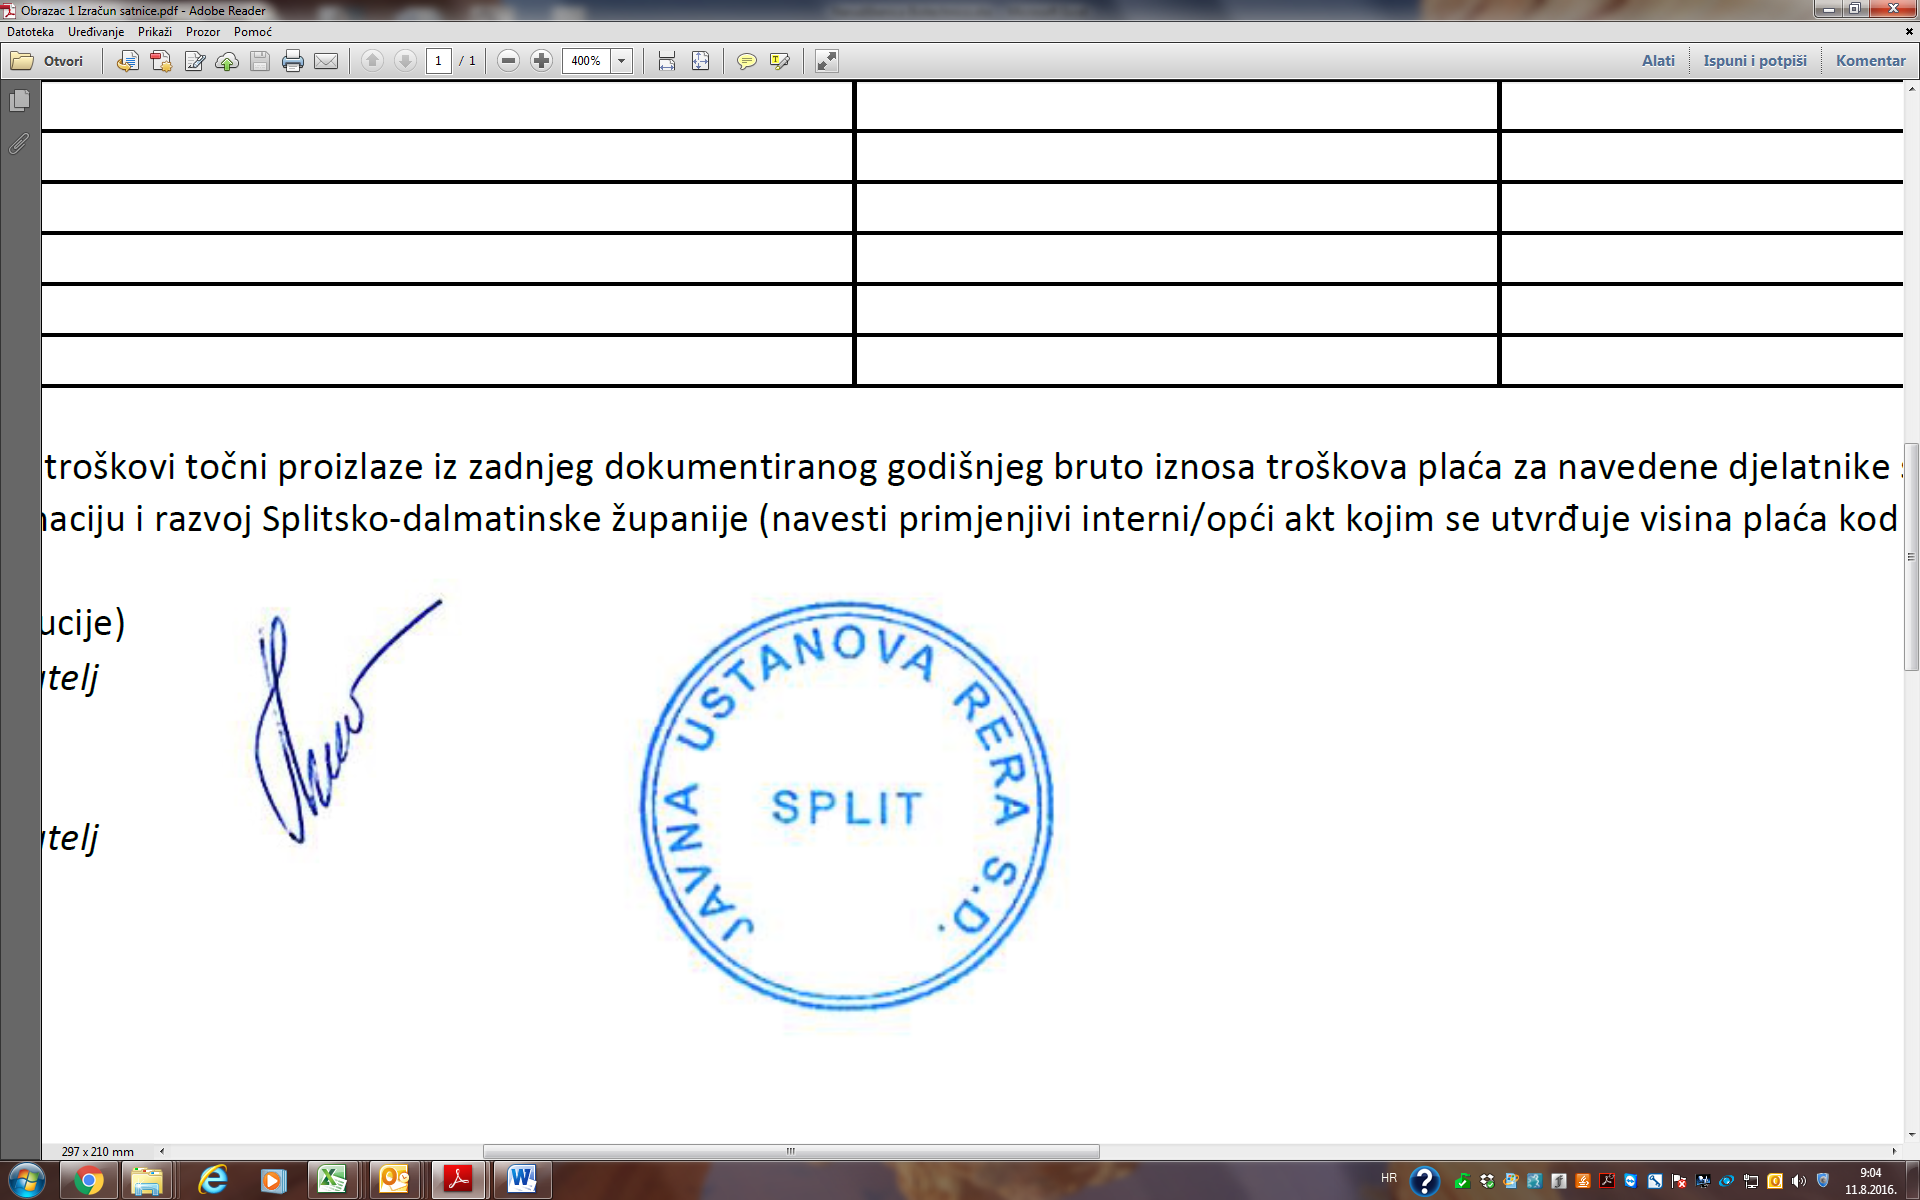 Obrazac 1 Izračun satnice.pdf - Adobe Reader
Datoteka Uređivanje Prikaži Prozor Pomoć
Otvori 1 / 1 400% Alati Ispuni i potpiši Komentar
troškovi točni proizlaze iz zadnjeg dokumentiranog godišnjeg bruto iznosa troškova plaća za navedene djelatnike
naciju i razvoj Splitsko-dalmatinske županije (navesti primjenjivi interni/opći akt kojim se utvrđuje visina plaća kod
ucije)
telj
telj
JAVNA USTANOVA RERA S.D.
SPLIT
297 x 210 mm
HR
9:04
11.8.2016.